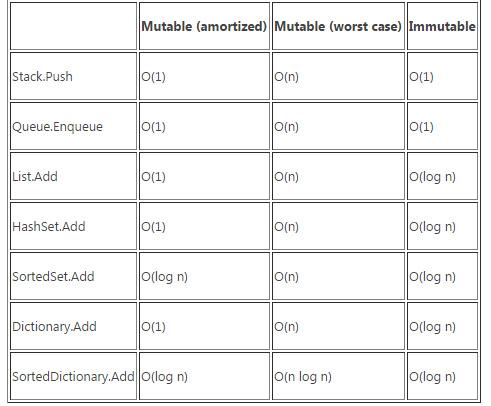 Mutable (amortized) Mutable (worst case) Immutable
Stack.Push O(1) O(n) O(1)
Queue.Enqueue O(1) O(n) O(1)
List.Add O(1) O(n) O(log n)
HashSet.Add O(1) O(n) O(log n)
SortedSet.Add O(log n) O(n) O(log n)
Dictionary.Add O(1) O(n) O(log n)
SortedDictionary.Add O(log n) O(n log n) O(log n)